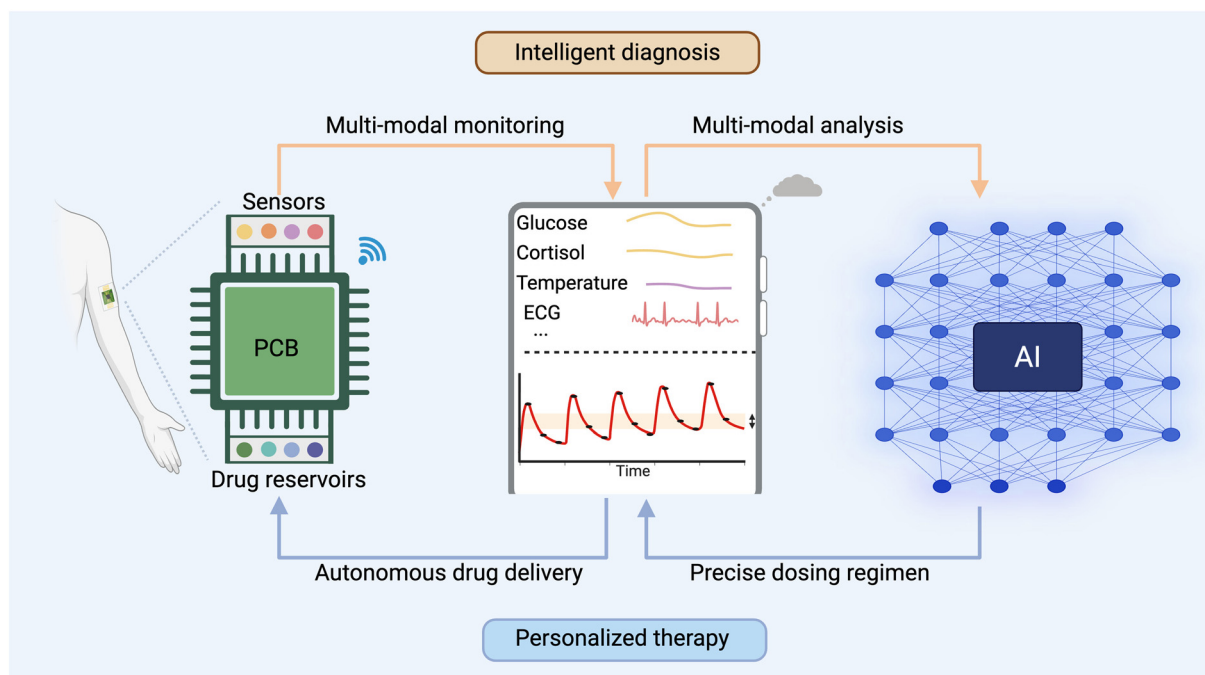 Intelligent diagnosis
Multi-modal monitoring
Multi-modal analysis
Sensors
PCB
Drug reservoirs
Glucose
Cortisol
Temperature
ECG
...
Time
AI
Autonomous drug delivery
Precise dosing regimen
Personalized therapy